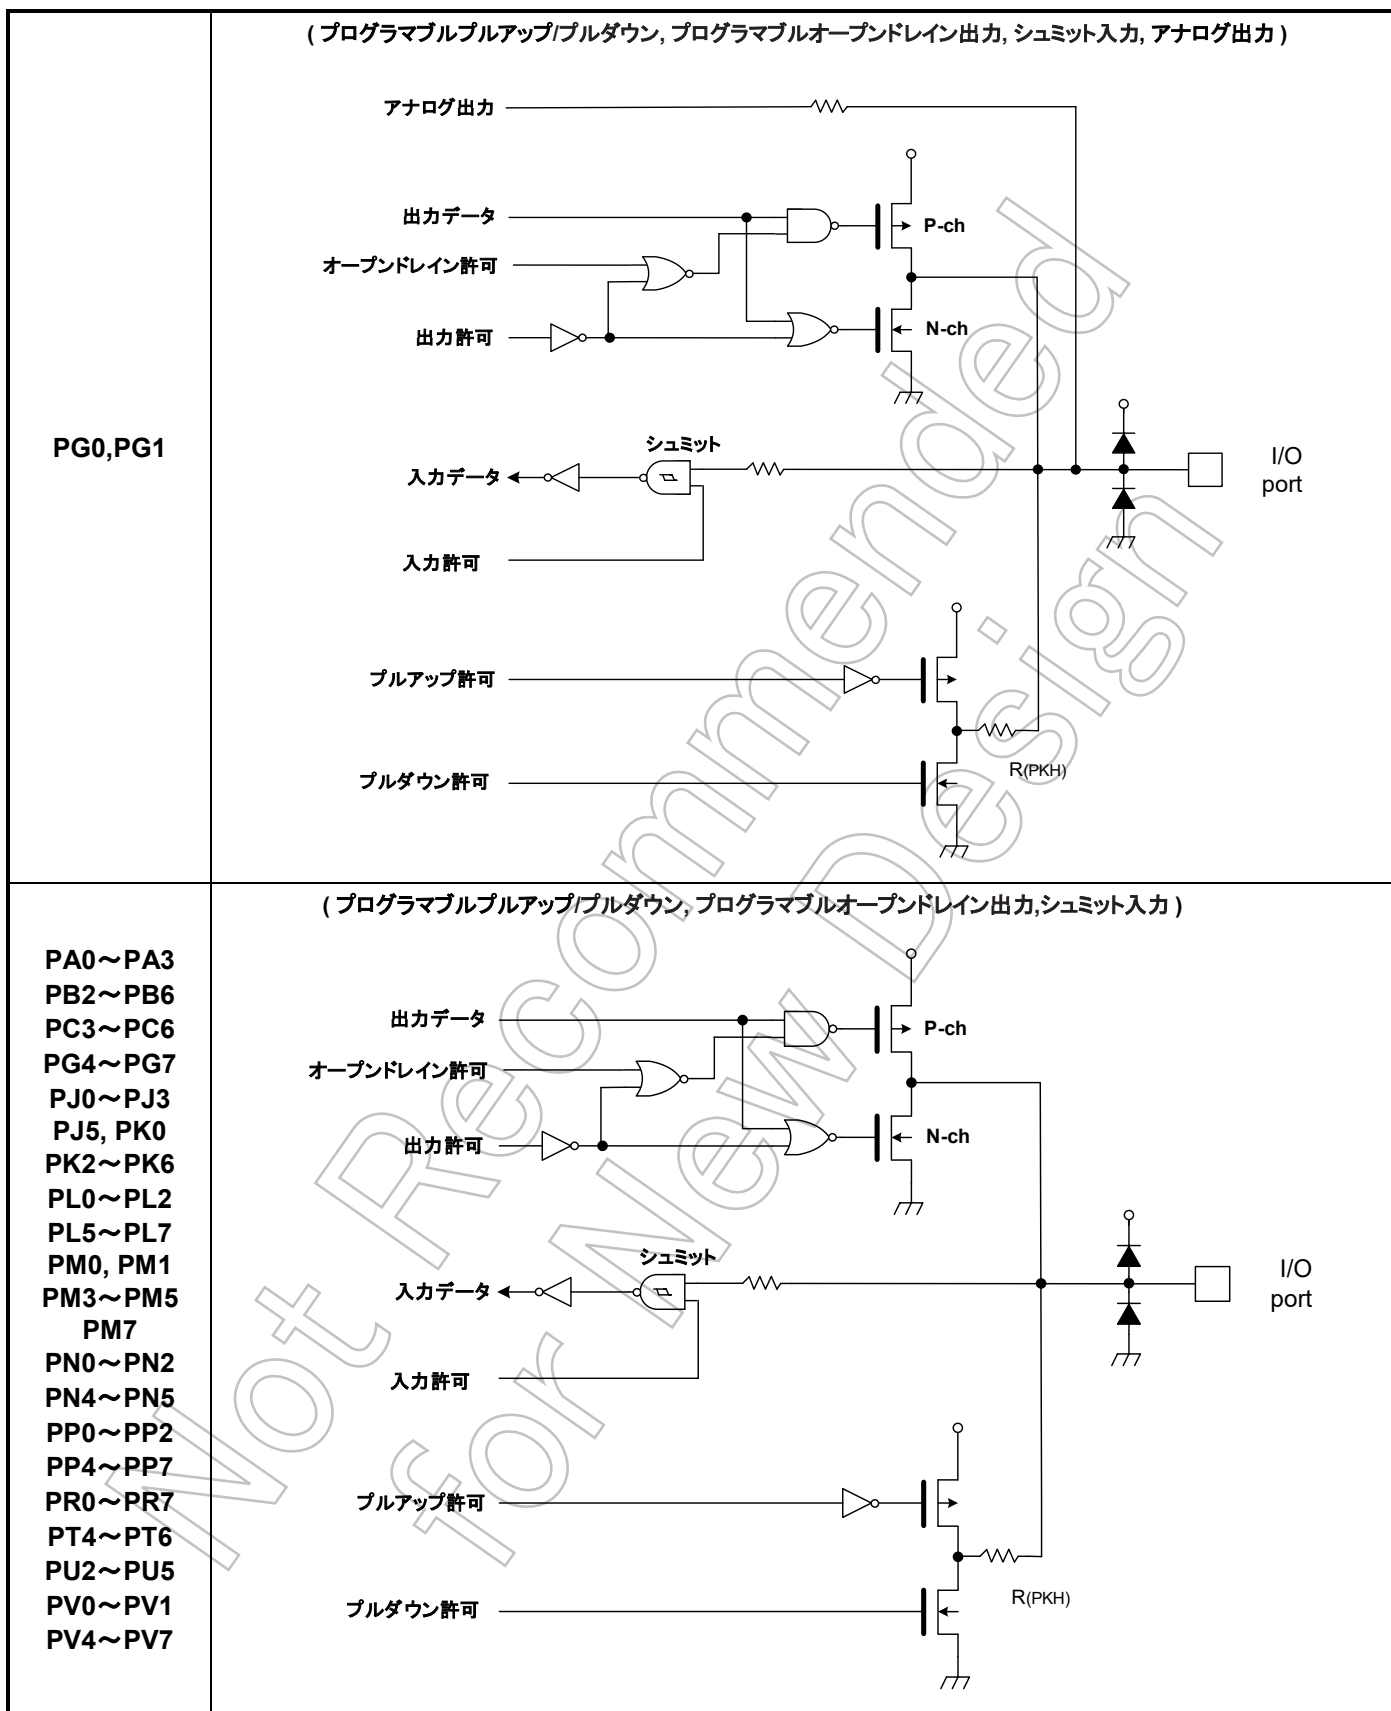 ( プログラマブルプルアップ/プルダウン, プログラマブルオープンドレイン出力, シュミット入力, アナログ出力 )
アナログ出力
出力データ
P-ch
オープンドレイン許可
出力許可
N-ch
PG0,PG1
シュミット
入力データ
I/O
port
入力許可
プルアップ許可
R(PKH)
プルダウン許可
( プログラマブルプルアップ/プルダウン, プログラマブルオープンドレイン出力,シュミット入力 )
PA0～PA3
PB2～PB6
PC3～PC6
PG4～PG7
PJ0～PJ3
PJ5, PK0
PK2～PK6
PL0～PL2
PL5～PL7
PM0, PM1
PM3～PM5
PM7
PN0～PN2
PN4～PN5
PP0～PP2
PP4～PP7
PR0～PR7
PT4～PT6
PU2～PU5
PV0～PV1
PV4～PV7
出力データ
P-ch
オープンドレイン許可
出力許可
N-ch
シュミット
入力データ
I/O
port
入力許可
プルアップ許可
R(PKH)
プルダウン許可
Not Recommended
for New Design